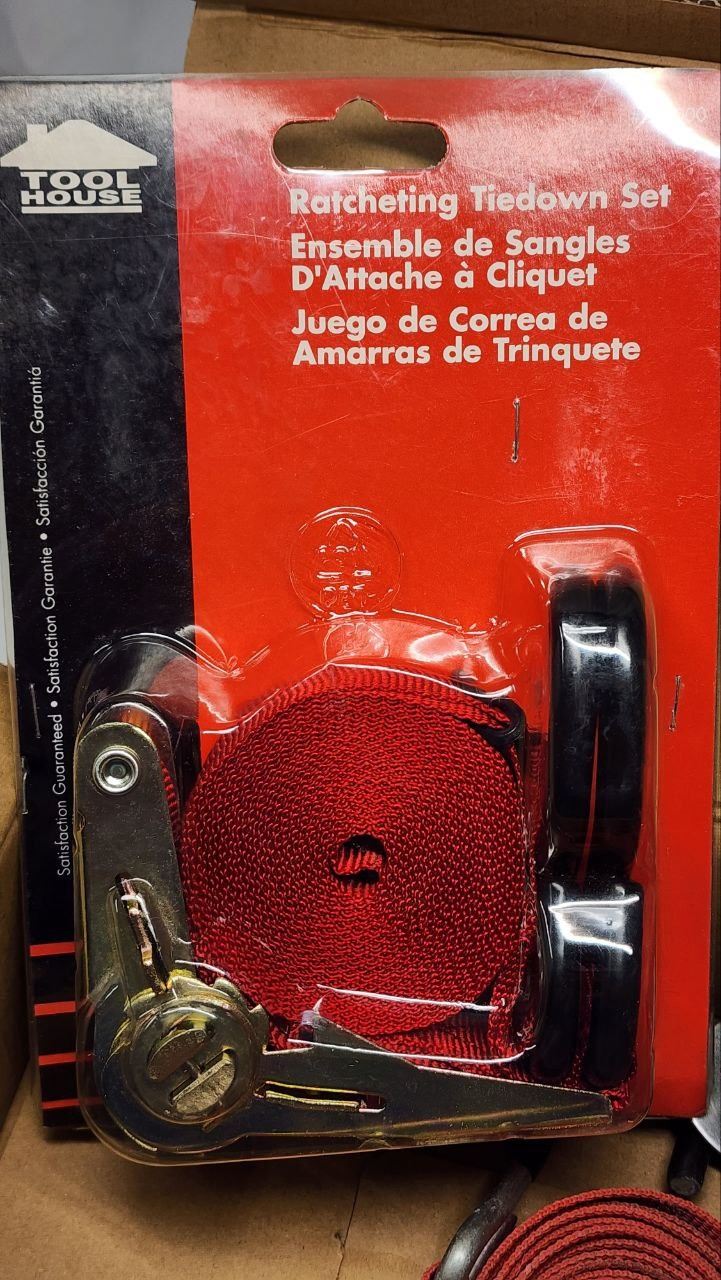 TOOL
HOUSE
Ratcheting Tiedown Set
Ensemble de Sangles
D'Attache à Cliquet
Juego de Correa de
Amarras de Trinquete
Satisfaction Guaranteed • Satisfaction Garantie • Satisfacción Garantiá